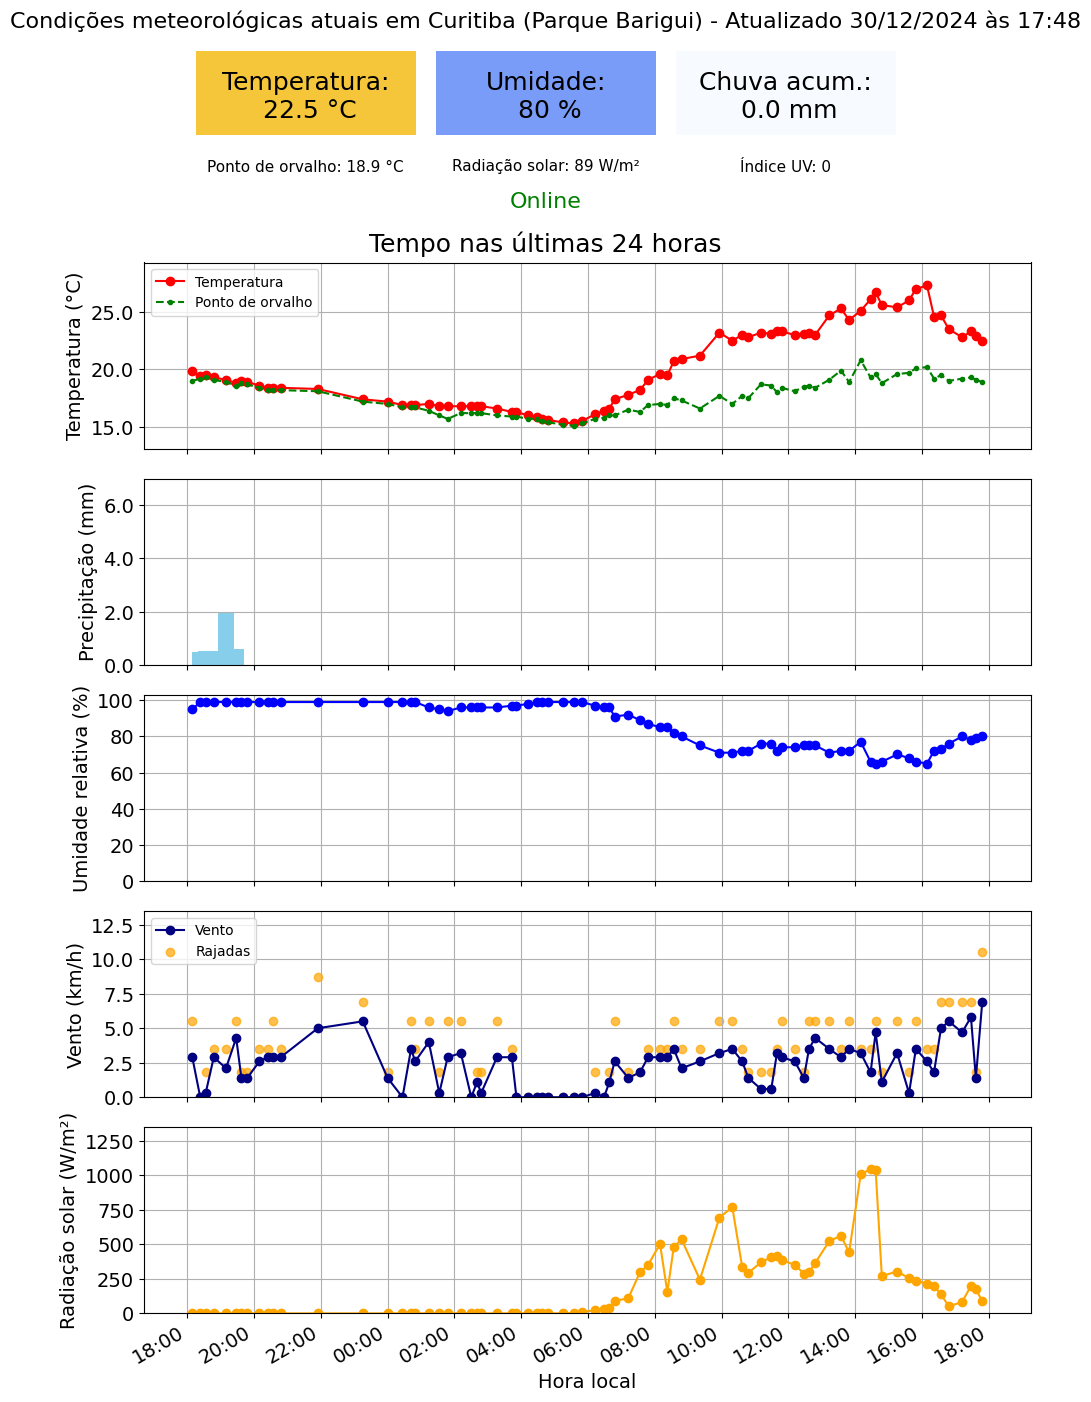 Condições meteorológicas atuais em Curitiba (Parque Barigui) - Atualizado 30/12/2024 às 17:48
Temperatura:
22.5 °C
Umidade:
80 %
Chuva acum.:
0.0 mm
Ponto de orvalho: 18.9 °C
Radiação solar: 89 W/m²
Índice UV: 0
Online
Tempo nas últimas 24 horas
Temperatura (°C)
25.0
20.0
15.0
Temperatura
Ponto de orvalho
Precipitação (mm)
6.0
4.0
2.0
0.0
Umidade relativa (%)
100
80
60
40
20
0
Vento (km/h)
12.5
10.0
7.5
5.0
2.5
0.0
Vento
Rajadas
Radiação solar (W/m²)
1250
1000
750
500
250
0
18:00
20:00
22:00
00:00
02:00
04:00
06:00
08:00
10:00
12:00
14:00
16:00
18:00
Hora local